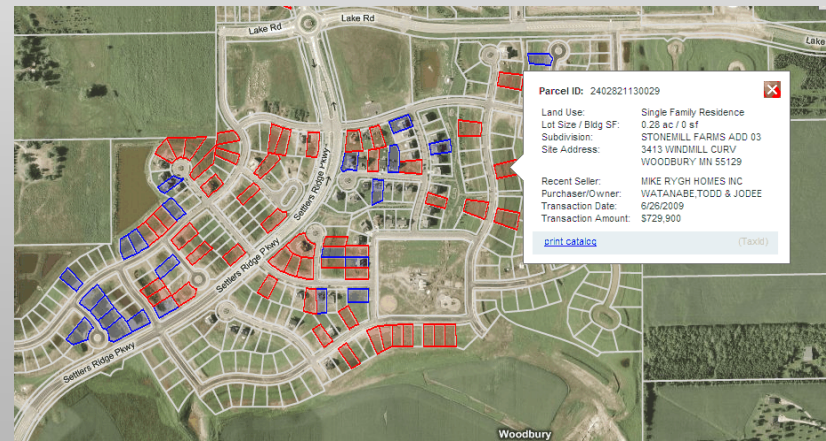 Lake Rd
Lake Rd
Lake
Parcel ID: 2402821130029
Land Use: Single Family Residence
Lot Size / Bldg SF: 0.28 ac / 0 sf
Subdivision: STONEMILL FARMS ADD 03
Site Address: 3413 WINDMILL CURV
WOODBURY MN 55129
Recent Seller: MIKE RYGH HOMES INC
Purchaser/Owner: WATANABE,TODD & JODEE
Transaction Date: 6/26/2009
Transaction Amount: $729,900
print catalog (TaxId)
Settlers Ridge Pkwy
Settlers Ridge Pkwy
Settlers Ridge Pkwy
Woodbury